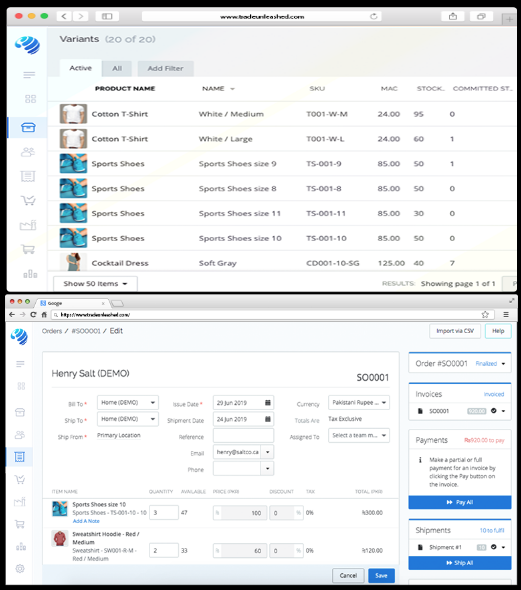 www.tradeunleashed.com
Variants (20 of 20)
Active All Add Filter
PRODUCT NAME NAME SKU MAC STOCK.. COMMITTED ST..
Cotton T-Shirt White / Medium T001-W-M 24.00 95 0
Cotton T-Shirt White / Large T001-W-L 24.00 60 1
Sports Shoes Sports Shoes size 9 TS-001-9 85.00 50 1
Sports Shoes Sports Shoes size 8 TS-001-8 85.00 50 0
Sports Shoes Sports Shoes size 11 TS-001-11 85.00 30 0
Sports Shoes Sports Shoes size 10 TS-001-10 85.00 50 0
Cocktail Dress Soft Gray CD001-10-SG 125.00 40 7
Show 50 Items RESULTS: Showing page 1 of 1 P
Google
Orders / #SO0001 / Edit Import via CSV Help
Henry Salt (DEMO) SO0001
Order #SO0001 Finalized
Bill To * Home (DEMO) Issue Date * 29 Jun 2019 Currency Pakistani Rupee ...
Ship To * Home (DEMO) Shipment Date 24 Jun 2019 Totals Are Tax Exclusive
Ship From * Primary Location Reference Assigned To Select a team m...
Email henry@saltco.ca
Phone
Invoices Invoiced
SO0001
Payments ₨920.00 to pay
Make a partial or full
payment for an invoice by
clicking the Pay button on
the invoice.
Pay All
Shipments 10 to fulfil
Shipment #1 10
Ship All
ITEM NAME QUANTITY AVAILABLE PRICE (PKR) DISCOUNT TAX TOTAL (PKR)
Sports Shoes size 10
Sports Shoes - TS-001-10 - 10 3 47 100 0 0% ₨300.00
Add A Note
Sweatshirt Hoodie - Red /
Medium
Sweatshirt - SW001-R-M - 2 33 60 0 0% ₨120.00
Red / Medium
Cancel Save